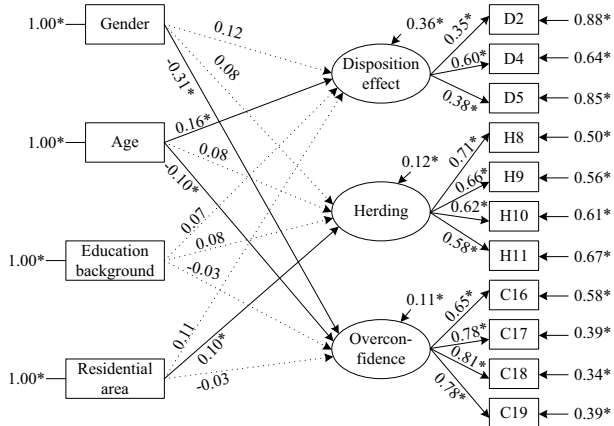 1.00*
Gender
1.00*
Age
1.00*
Education
background
1.00*
Residential
area
0.12
0.08
-0.31*
0.16*
0.08
-0.10*
0.07
0.08
-0.03
0.11
0.10*
-0.03
0.36*
Disposition
effect
0.12*
Herding
0.11*
Overcon-
fidence
0.35*
0.60*
0.38*
0.71*
0.66*
0.62*
0.58*
0.65*
0.78*
0.81*
0.78*
D2
0.88*
D4
0.64*
D5
0.85*
H8
0.50*
H9
0.56*
H10
0.61*
H11
0.67*
C16
0.58*
C17
0.39*
C18
0.34*
C19
0.39*